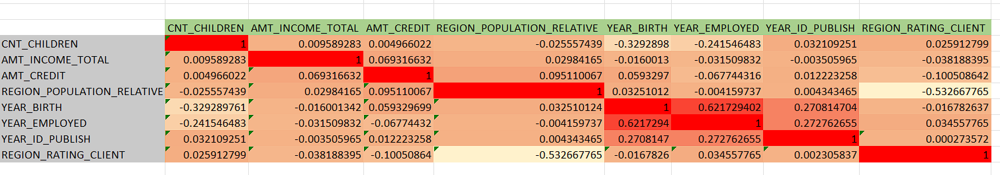 CNT_CHILDREN AMT_INCOME_TOTAL AMT_CREDIT REGION_POPULATION_RELATIVE YEAR_BIRTH YEAR_EMPLOYED YEAR_ID_PUBLISH REGION_RATING_CLIENT
CNT_CHILDREN 1 0.009589283 0.004966022 -0.025557439 -0.3292898 -0.241546483 0.032109251 0.025912799
AMT_INCOME_TOTAL 0.009589283 1 0.069316632 0.02984165 -0.0160013 -0.031509832 -0.003505965 -0.038188395
AMT_CREDIT 0.004966022 0.069316632 1 0.095110067 0.0593297 -0.067744316 0.012223258 -0.100508642
REGION_POPULATION_RELATIVE -0.025557439 0.02984165 0.095110067 1 0.03251012 -0.004159737 0.004343465 -0.532667765
YEAR_BIRTH -0.329289761 -0.016001342 0.059329699 0.032510124 1 0.621729402 0.270814704 -0.016782637
YEAR_EMPLOYED -0.241546483 -0.031509832 -0.06774432 -0.004159737 0.6217294 1 0.272762655 0.034557765
YEAR_ID_PUBLISH 0.032109251 -0.003505965 0.012223258 0.004343465 0.2708147 0.272762655 1 0.000273572
REGION_RATING_CLIENT 0.025912799 -0.038188395 -0.10050864 -0.532667765 -0.0167826 0.034557765 0.002305837 1